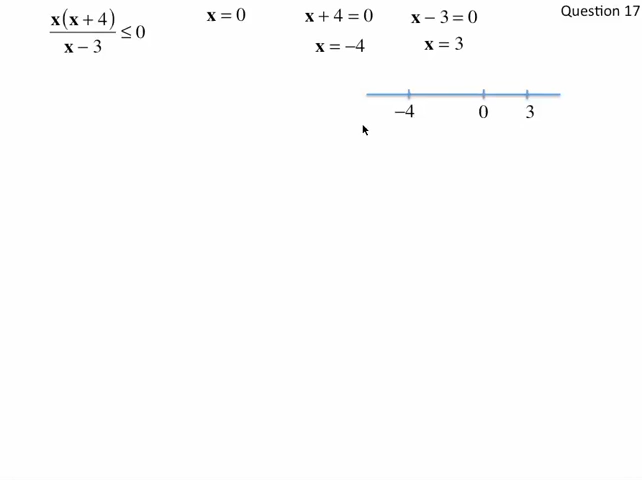 x(x + 4)
x − 3
≤ 0
x = 0
x + 4 = 0
x = −4
x − 3 = 0
x = 3
Question 17
−4 0 3